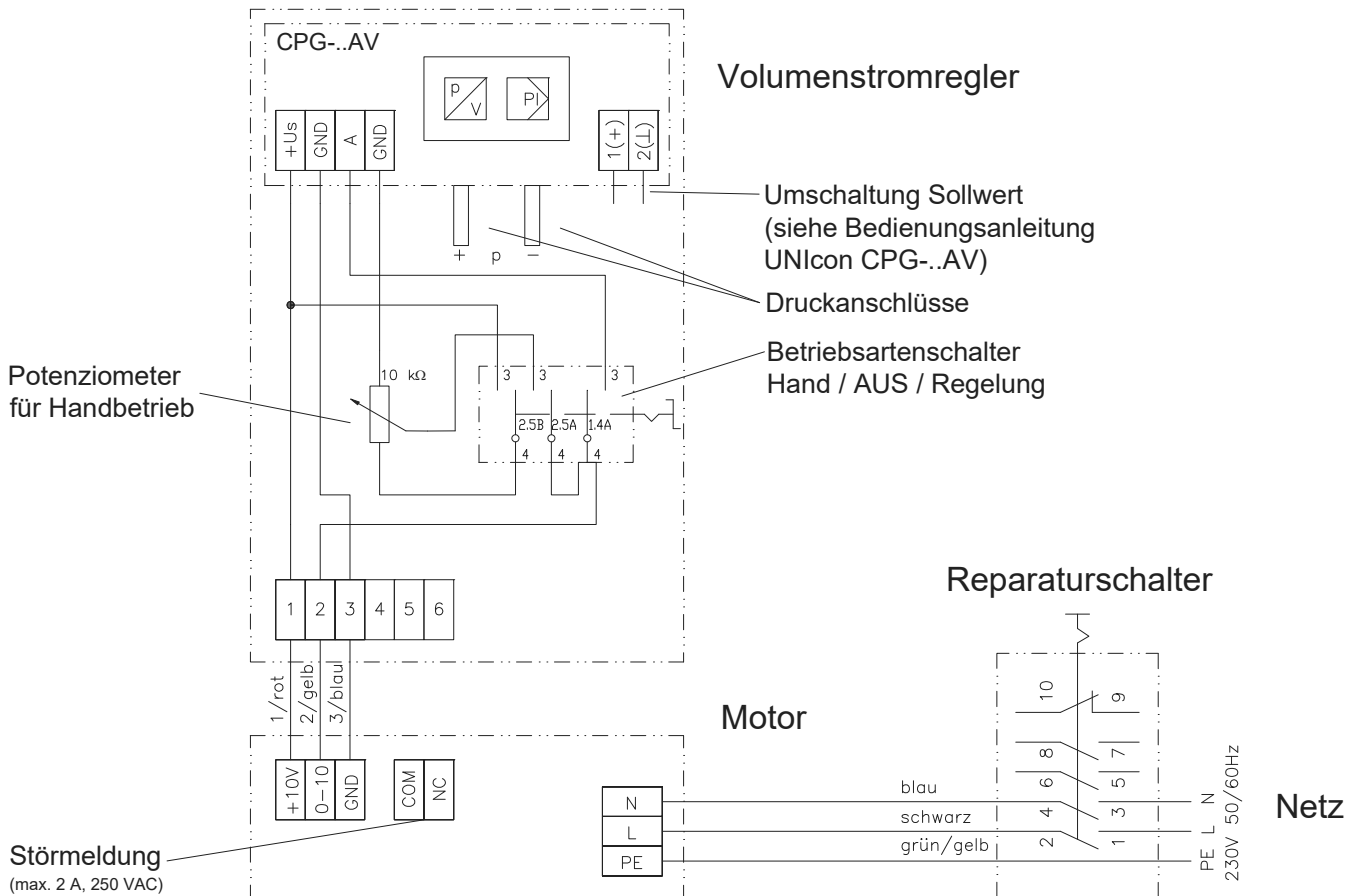 CPG-..AV
Volumenstromregler
p
V
PI
+Us
GND
A
GND
1(+)
2(⊥)
Umschaltung Sollwert
(siehe Bedienungsanleitung
UNIcon CPG-..AV)
+ p −
Druckanschlüsse
Betriebsartenschalter
Hand / AUS / Regelung
Potenziometer
für Handbetrieb
10 kΩ
3 3 3
2.5B 2.5A 1.4A
4 4 4
1 2 3 4 5 6
Reparaturschalter
1/rot
2/gelb
3/blau
Motor
10 9
8 7
6 5
4 3
2 1
+10V
0-10
GND
COM
NC
N
L
PE
blau
schwarz
grün/gelb
PE L N
230V 50/60Hz
Netz
Störmeldung
(max. 2 A, 250 VAC)